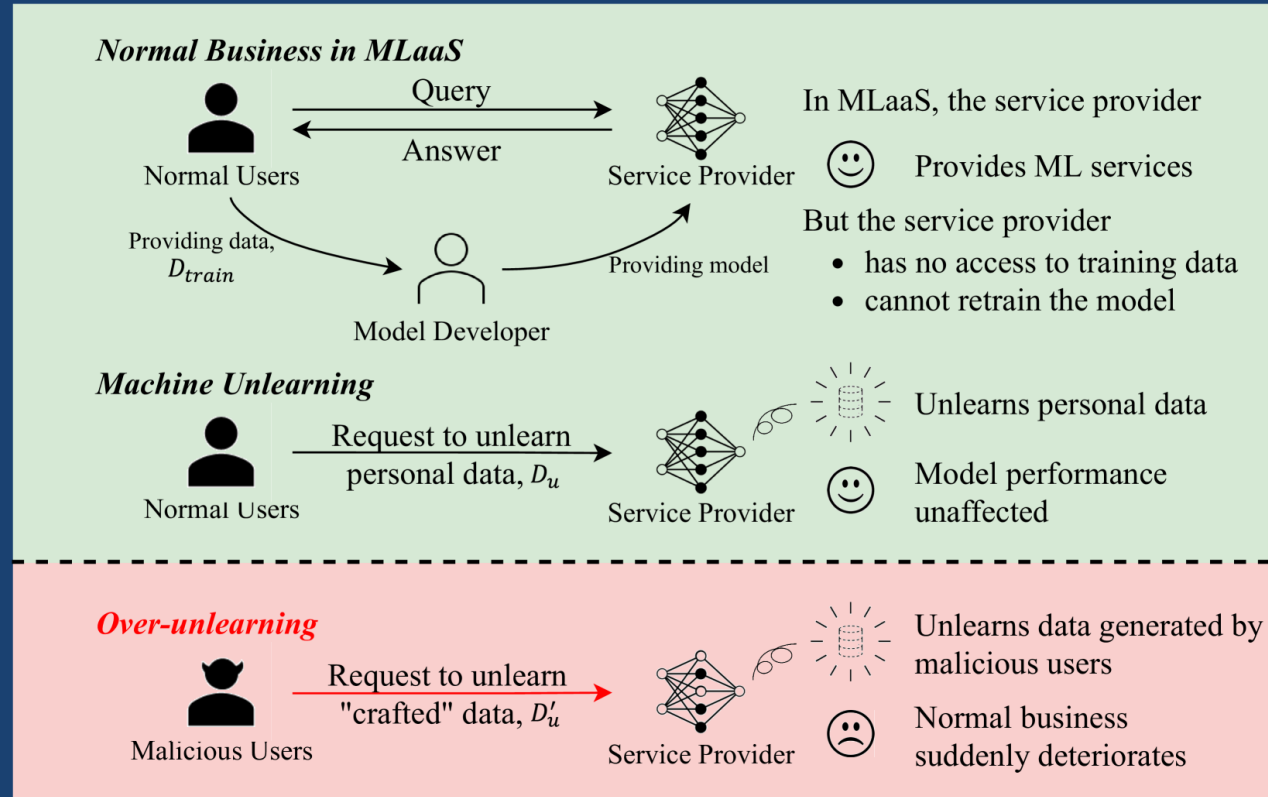 Normal Business in MLaaS
Query
Answer
Normal Users
Service Provider
In MLaaS, the service provider
Provides ML services
But the service provider
• has no access to training data
• cannot retrain the model
Providing data,
D_{train}
Providing model
Model Developer
Machine Unlearning
Request to unlearn
personal data, D_u
Normal Users
Service Provider
Unlearns personal data
Model performance
unaffected
Over-unlearning
Request to unlearn
"crafted" data, D'_u
Malicious Users
Service Provider
Unlearns data generated by
malicious users
Normal business
suddenly deteriorates